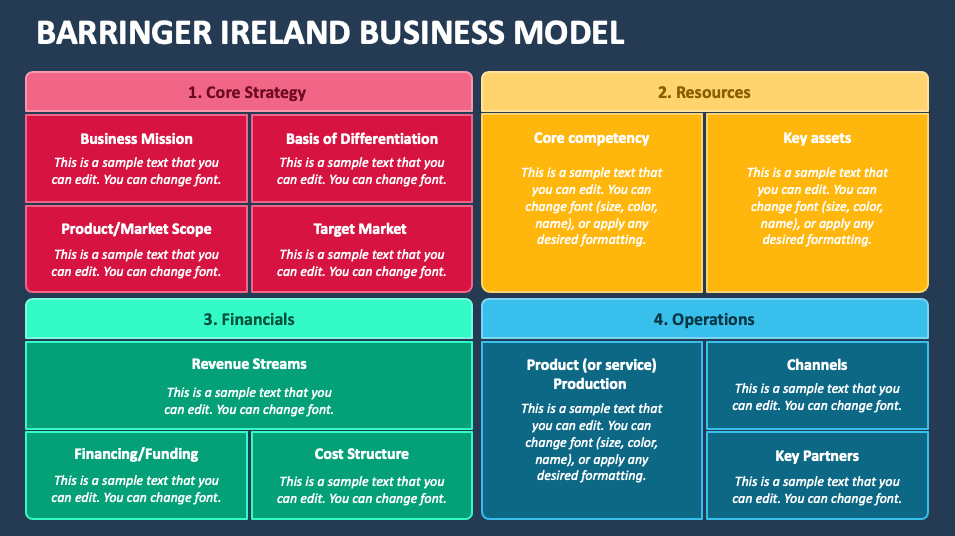 BARRINGER IRELAND BUSINESS MODEL
1. Core Strategy
Business Mission
This is a sample text that you
can edit. You can change font.
Basis of Differentiation
This is a sample text that you
can edit. You can change font.
Product/Market Scope
This is a sample text that you
can edit. You can change font.
Target Market
This is a sample text that you
can edit. You can change font.
2. Resources
Core competency
This is a sample text that
you can edit. You can
change font (size, color,
name), or apply any
desired formatting.
Key assets
This is a sample text that
you can edit. You can
change font (size, color,
name), or apply any
desired formatting.
3. Financials
Revenue Streams
This is a sample text that you
can edit. You can change font.
Financing/Funding
This is a sample text that you
can edit. You can change font.
Cost Structure
This is a sample text that you
can edit. You can change font.
4. Operations
Product (or service)
Production
This is a sample text that
you can edit. You can
change font (size, color,
name), or apply any
desired formatting.
Channels
This is a sample text that you
can edit. You can change font.
Key Partners
This is a sample text that you
can edit. You can change font.